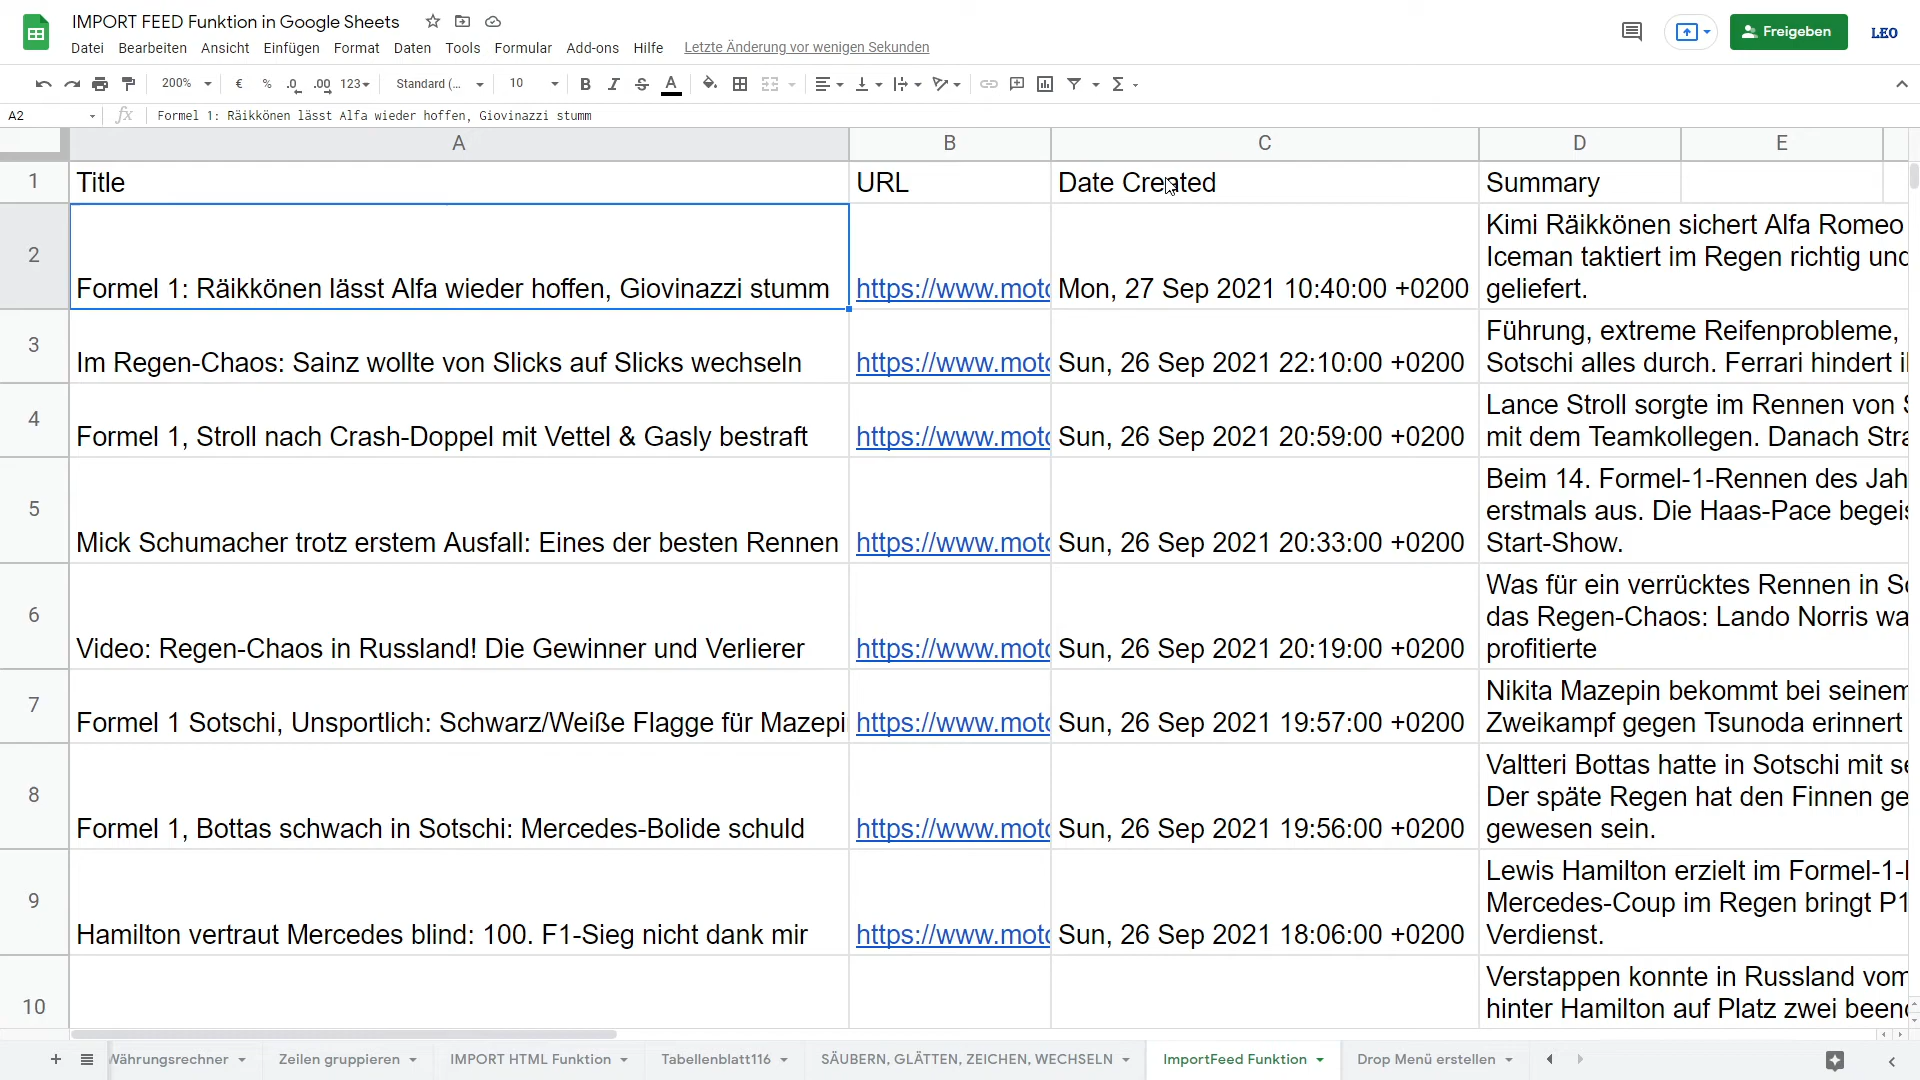 IMPORT FEED Funktion in Google Sheets
Datei Bearbeiten Ansicht Einfügen Format Daten Tools Formular Add-ons Hilfe Letzte Änderung vor wenigen Sekunden
Freigeben
LEO
200% € % .0 .00 123 Standard (... 10 B I S A Σ
A2 fx Formel 1: Räikkönen lässt Alfa wieder hoffen, Giovinazzi stumm
A B C D E
1 Title URL Date Created Summary
2 Formel 1: Räikkönen lässt Alfa wieder hoffen, Giovinazzi stumm https://www.moto Mon, 27 Sep 2021 10:40:00 +0200
Kimi Räikkönen sichert Alfa Romeo
Iceman taktiert im Regen richtig und
geliefert.
3 Im Regen-Chaos: Sainz wollte von Slicks auf Slicks wechseln https://www.moto Sun, 26 Sep 2021 22:10:00 +0200
Führung, extreme Reifenprobleme,
Sotschi alles durch. Ferrari hindert i
4 Formel 1, Stroll nach Crash-Doppel mit Vettel & Gasly bestraft https://www.moto Sun, 26 Sep 2021 20:59:00 +0200
Lance Stroll sorgte im Rennen von S
mit dem Teamkollegen. Danach Stra
5 Mick Schumacher trotz erstem Ausfall: Eines der besten Rennen https://www.moto Sun, 26 Sep 2021 20:33:00 +0200
Beim 14. Formel-1-Rennen des Jah
erstmals aus. Die Haas-Pace begeis
Start-Show.
6 Video: Regen-Chaos in Russland! Die Gewinner und Verlierer https://www.moto Sun, 26 Sep 2021 20:19:00 +0200
Was für ein verrücktes Rennen in So
das Regen-Chaos: Lando Norris wa
profitierte
7 Formel 1 Sotschi, Unsportlich: Schwarz/Weiße Flagge für Mazepi https://www.moto Sun, 26 Sep 2021 19:57:00 +0200
Nikita Mazepin bekommt bei seinem
Zweikampf gegen Tsunoda erinnert
8 Formel 1, Bottas schwach in Sotschi: Mercedes-Bolide schuld https://www.moto Sun, 26 Sep 2021 19:56:00 +0200
Valtteri Bottas hatte in Sotschi mit se
Der späte Regen hat den Finnen ge
gewesen sein.
9 Hamilton vertraut Mercedes blind: 100. F1-Sieg nicht dank mir https://www.moto Sun, 26 Sep 2021 18:06:00 +0200
Lewis Hamilton erzielt im Formel-1-
Mercedes-Coup im Regen bringt P1
Verdienst.
10
Verstappen konnte in Russland vom
hinter Hamilton auf Platz zwei been
Währungsrechner Zeilen gruppieren IMPORT HTML Funktion Tabellenblatt116 SÄUBERN, GLÄTTEN, ZEICHEN, WECHSELN ImportFeed Funktion Drop Menü erstellen